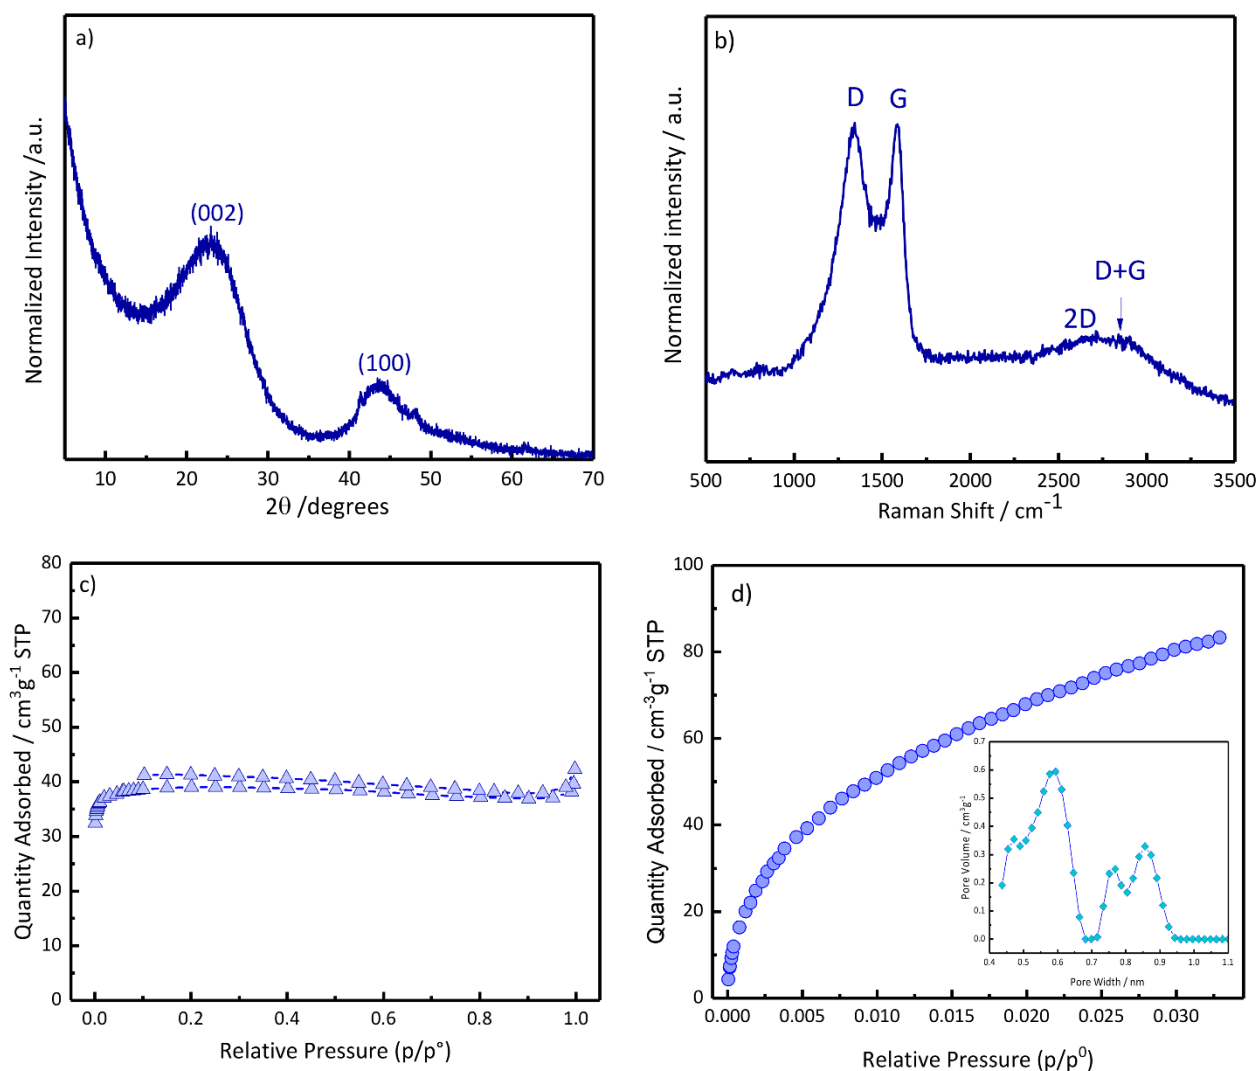 a)
Normalized Intensity /a.u.
(002)
(100)
10 20 30 40 50 60 70
2θ /degrees
b)
Normalized intensity / a.u.
D G
D+G
2D
500 1000 1500 2000 2500 3000 3500
Raman Shift / cm⁻¹
c)
Quantity Adsorbed / cm³g⁻¹ STP
80
70
60
50
40
30
20
10
0
0.0 0.2 0.4 0.6 0.8 1.0
Relative Pressure (p/p°)
d)
Quantity Adsorbed / cm⁻³g⁻¹ STP
100
80
60
40
20
0
0.000 0.005 0.010 0.015 0.020 0.025 0.030
Relative Pressure (p/p⁰)
Pore Volume / cm³g⁻¹
0.7
0.6
0.5
0.4
0.3
0.2
0.1
0.0
0.4 0.5 0.6 0.7 0.8 0.9 1.0 1.1
Pore Width / nm